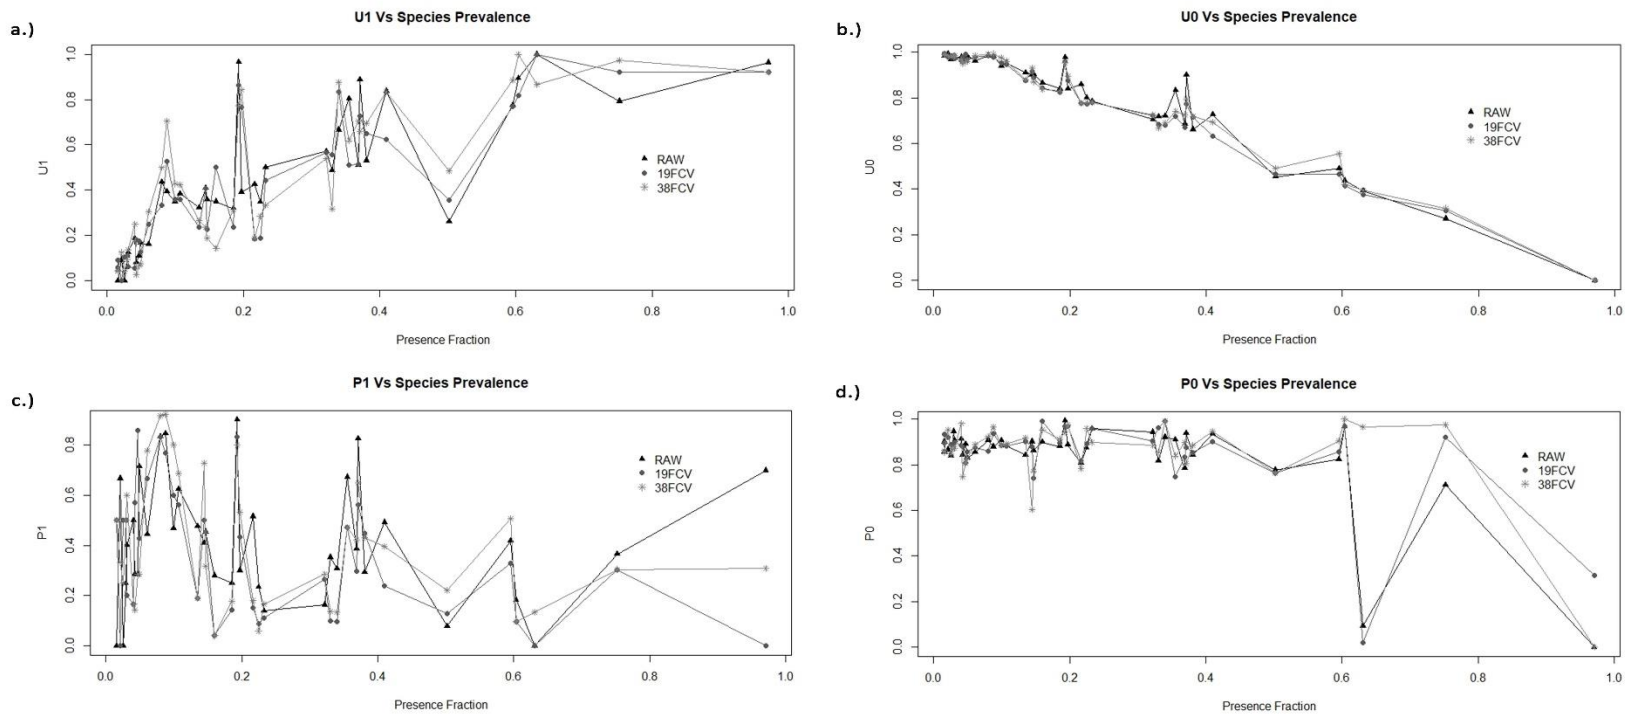 a.)
U1 Vs Species Prevalence
U1
0.0 0.2 0.4 0.6 0.8 1.0
RAW
19FCV
38FCV
0.0 0.2 0.4 0.6 0.8 1.0
Presence Fraction
b.)
U0 Vs Species Prevalence
U0
0.0 0.2 0.4 0.6 0.8 1.0
RAW
19FCV
38FCV
0.0 0.2 0.4 0.6 0.8 1.0
Presence Fraction
c.)
P1 Vs Species Prevalence
P1
0.0 0.2 0.4 0.6 0.8
RAW
19FCV
38FCV
0.0 0.2 0.4 0.6 0.8 1.0
Presence Fraction
d.)
P0 Vs Species Prevalence
P0
0.0 0.2 0.4 0.6 0.8 1.0
RAW
19FCV
38FCV
0.0 0.2 0.4 0.6 0.8 1.0
Presence Fraction